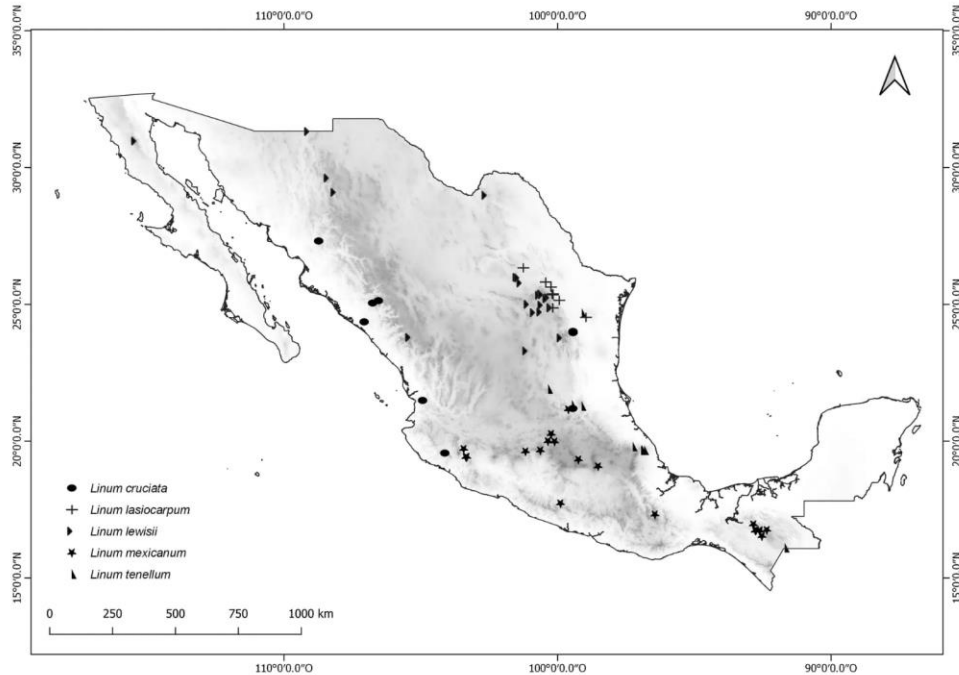 110°0'0.0"O 100°0'0.0"O 90°0'0.0"O
35°0'0.0"N 35°0'0.0"N
30°0'0.0"N 30°0'0.0"N
25°0'0.0"N 25°0'0.0"N
20°0'0.0"N 20°0'0.0"N
15°0'0.0"N 15°0'0.0"N
Linum cruciata
Linum lasiocarpum
Linum lewisii
Linum mexicanum
Linum tenellum
0 250 500 750 1000 km
110°0'0.0"O 100°0'0.0"O 90°0'0.0"O